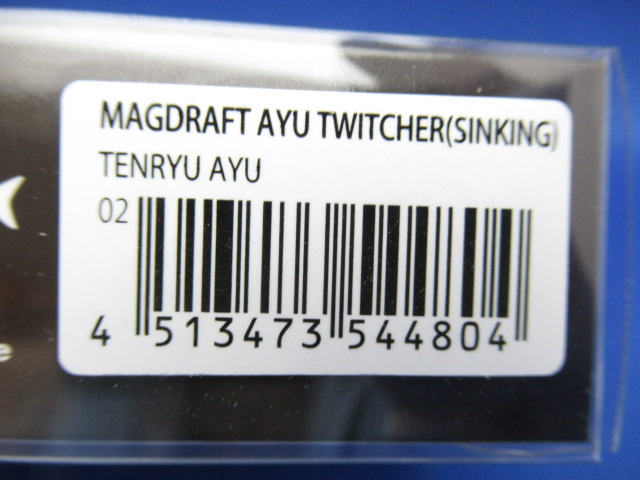 MAGDRAFT AYU TWITCHER(SINKING)
TENRYU AYU
02
4 513473 544804
e